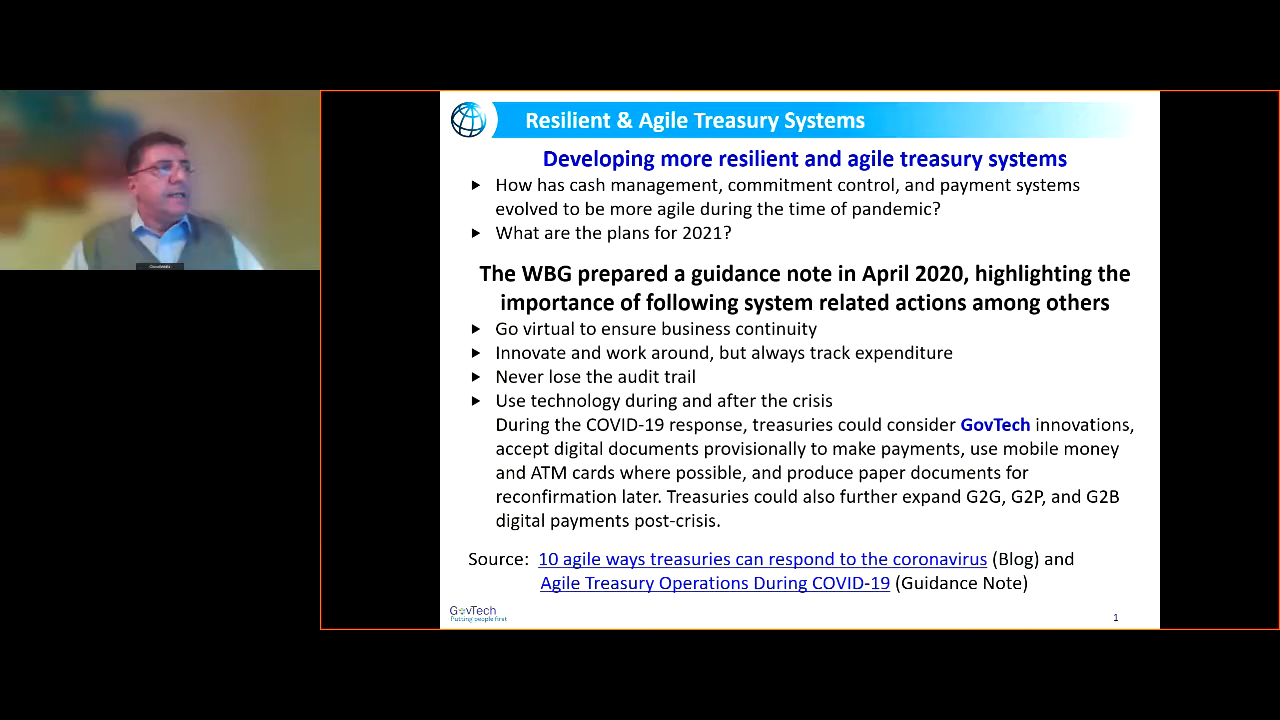 Resilient & Agile Treasury Systems
Developing more resilient and agile treasury systems
How has cash management, commitment control, and payment systems
evolved to be more agile during the time of pandemic?
What are the plans for 2021?
The WBG prepared a guidance note in April 2020, highlighting the
importance of following system related actions among others
Go virtual to ensure business continuity
Innovate and work around, but always track expenditure
Never lose the audit trail
Use technology during and after the crisis
During the COVID-19 response, treasuries could consider GovTech innovations,
accept digital documents provisionally to make payments, use mobile money
and ATM cards where possible, and produce paper documents for
reconfirmation later. Treasuries could also further expand G2G, G2P, and G2B
digital payments post-crisis.
Source: 10 agile ways treasuries can respond to the coronavirus (Blog) and
Agile Treasury Operations During COVID-19 (Guidance Note)
GovTech
Putting people first
1